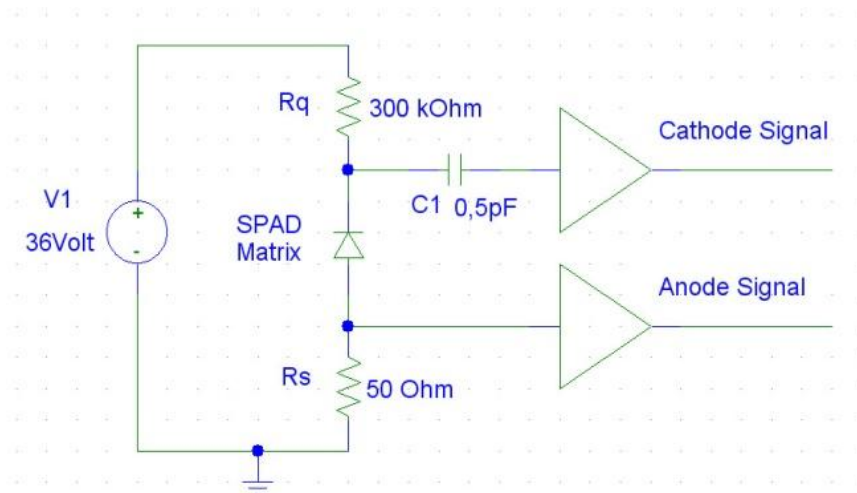 Rq
300 kOhm
Cathode Signal
C1 0,5pF
V1
36Volt
+
-
SPAD
Matrix
Anode Signal
Rs
50 Ohm